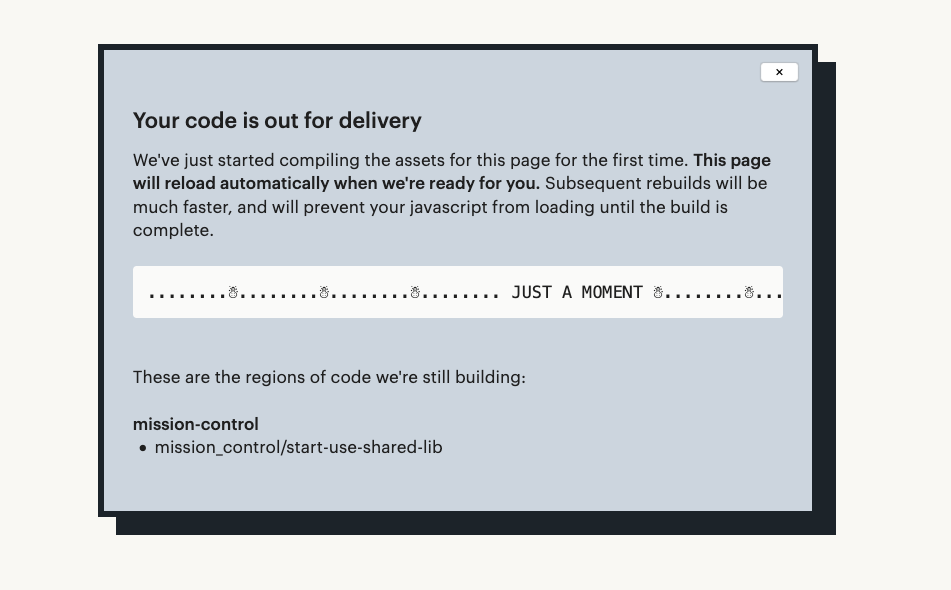 ×
Your code is out for delivery
We've just started compiling the assets for this page for the first time. This page
will reload automatically when we're ready for you. Subsequent rebuilds will be
much faster, and will prevent your javascript from loading until the build is
complete.
........☃........☃........☃........ JUST A MOMENT ☃........☃...
These are the regions of code we're still building:
mission-control
• mission_control/start-use-shared-lib